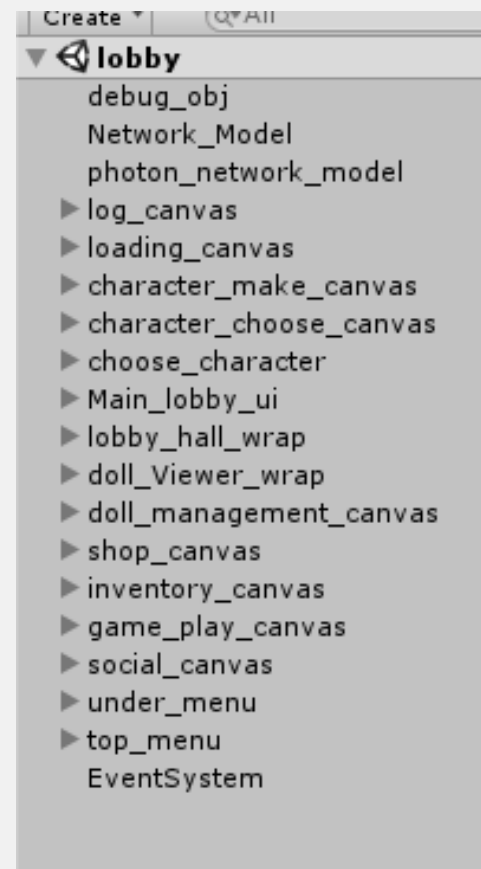 Create All
lobby
debug_obj
Network_Model
photon_network_model
log_canvas
loading_canvas
character_make_canvas
character_choose_canvas
choose_character
Main_lobby_ui
lobby_hall_wrap
doll_Viewer_wrap
doll_management_canvas
shop_canvas
inventory_canvas
game_play_canvas
social_canvas
under_menu
top_menu
EventSystem